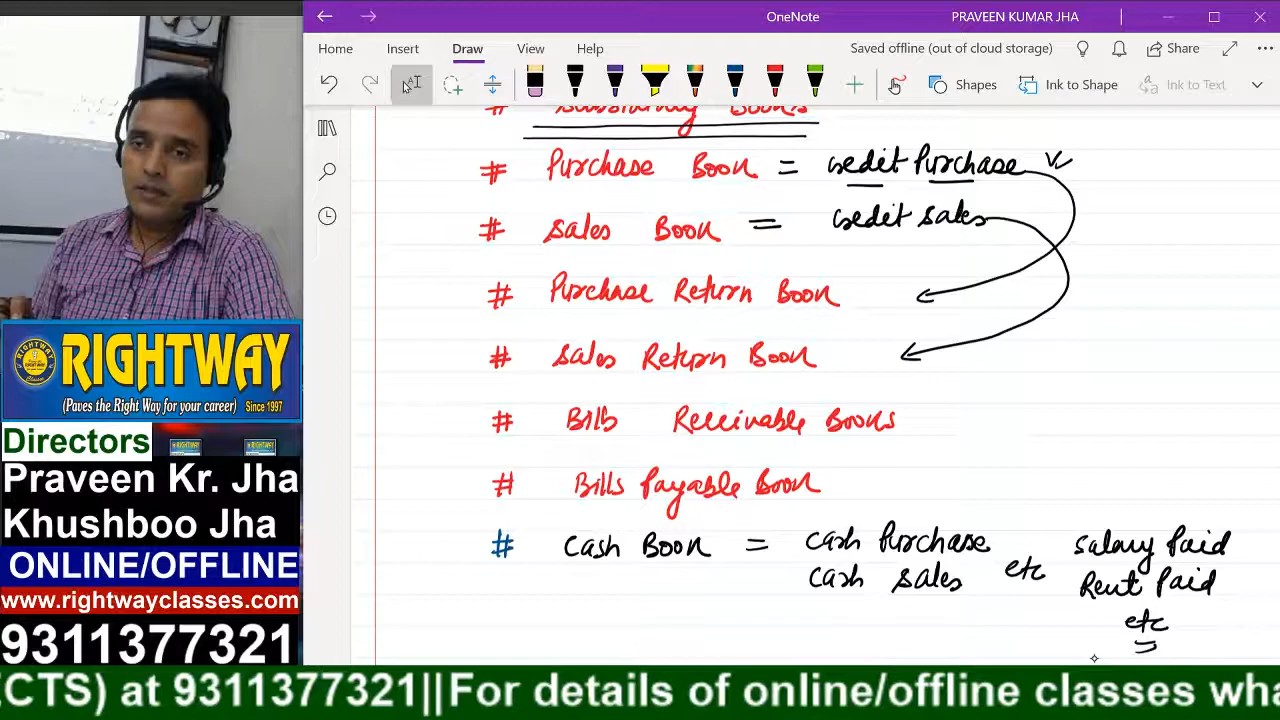 OneNote
PRAVEEN KUMAR JHA
Home Insert Draw View Help
Saved offline (out of cloud storage)
Share
Shapes
Ink to Shape
Ink to Text
# Subsidiary Books
# Purchase Book = credit Purchase
# Sales Book = credit sales
# Purchase Return Book
# Sales Return Book
# Bills Receivable Books
# Bills Payable Book
# Cash Book = cash Purchase
cash sales etc
Salary Paid
Rent Paid
etc
RIGHTWAY
(Paves the Right Way for your career) Since 1997
Directors
Praveen Kr. Jha
Khushboo Jha
ONLINE/OFFLINE
www.rightwayclasses.com
9311377321
ECTS) at 9311377321||For details of online/offline classes wha